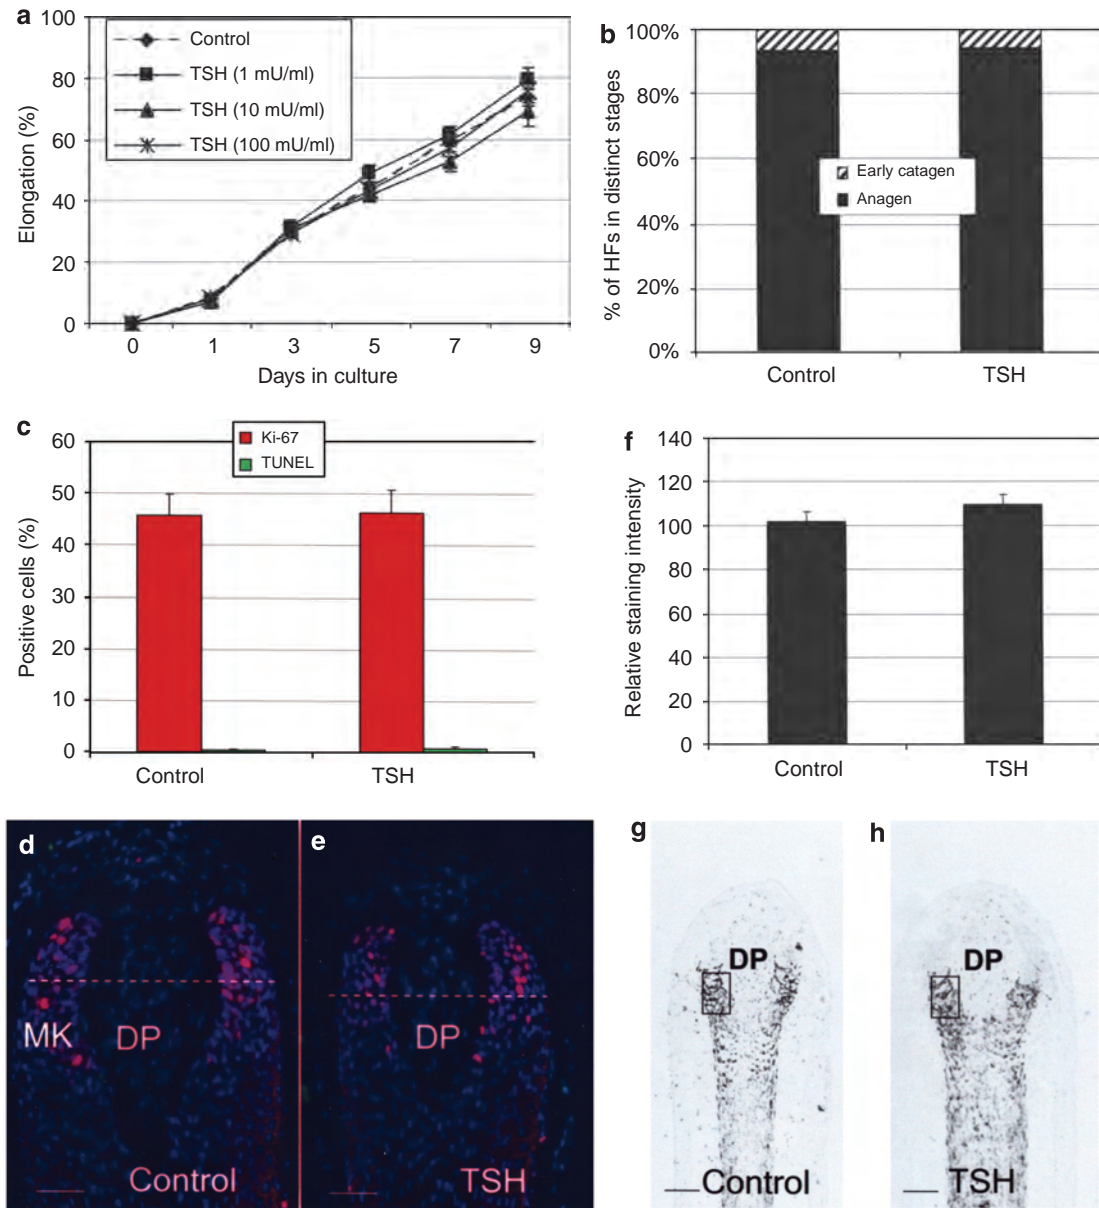 a
100
80
60
40
20
0
Elongation (%)
Control
TSH (1 mU/ml)
TSH (10 mU/ml)
TSH (100 mU/ml)
0 1 3 5 7 9
Days in culture
b
100%
80%
60%
40%
20%
0%
% of HFs in distinct stages
Early catagen
Anagen
Control TSH
c
60
50
40
30
20
10
0
Positive cells (%)
Ki-67
TUNEL
Control TSH
f
140
120
100
80
60
40
20
0
Relative staining intensity
Control TSH
d
MK DP
Control
e
DP
TSH
g
DP
Control
h
DP
TSH